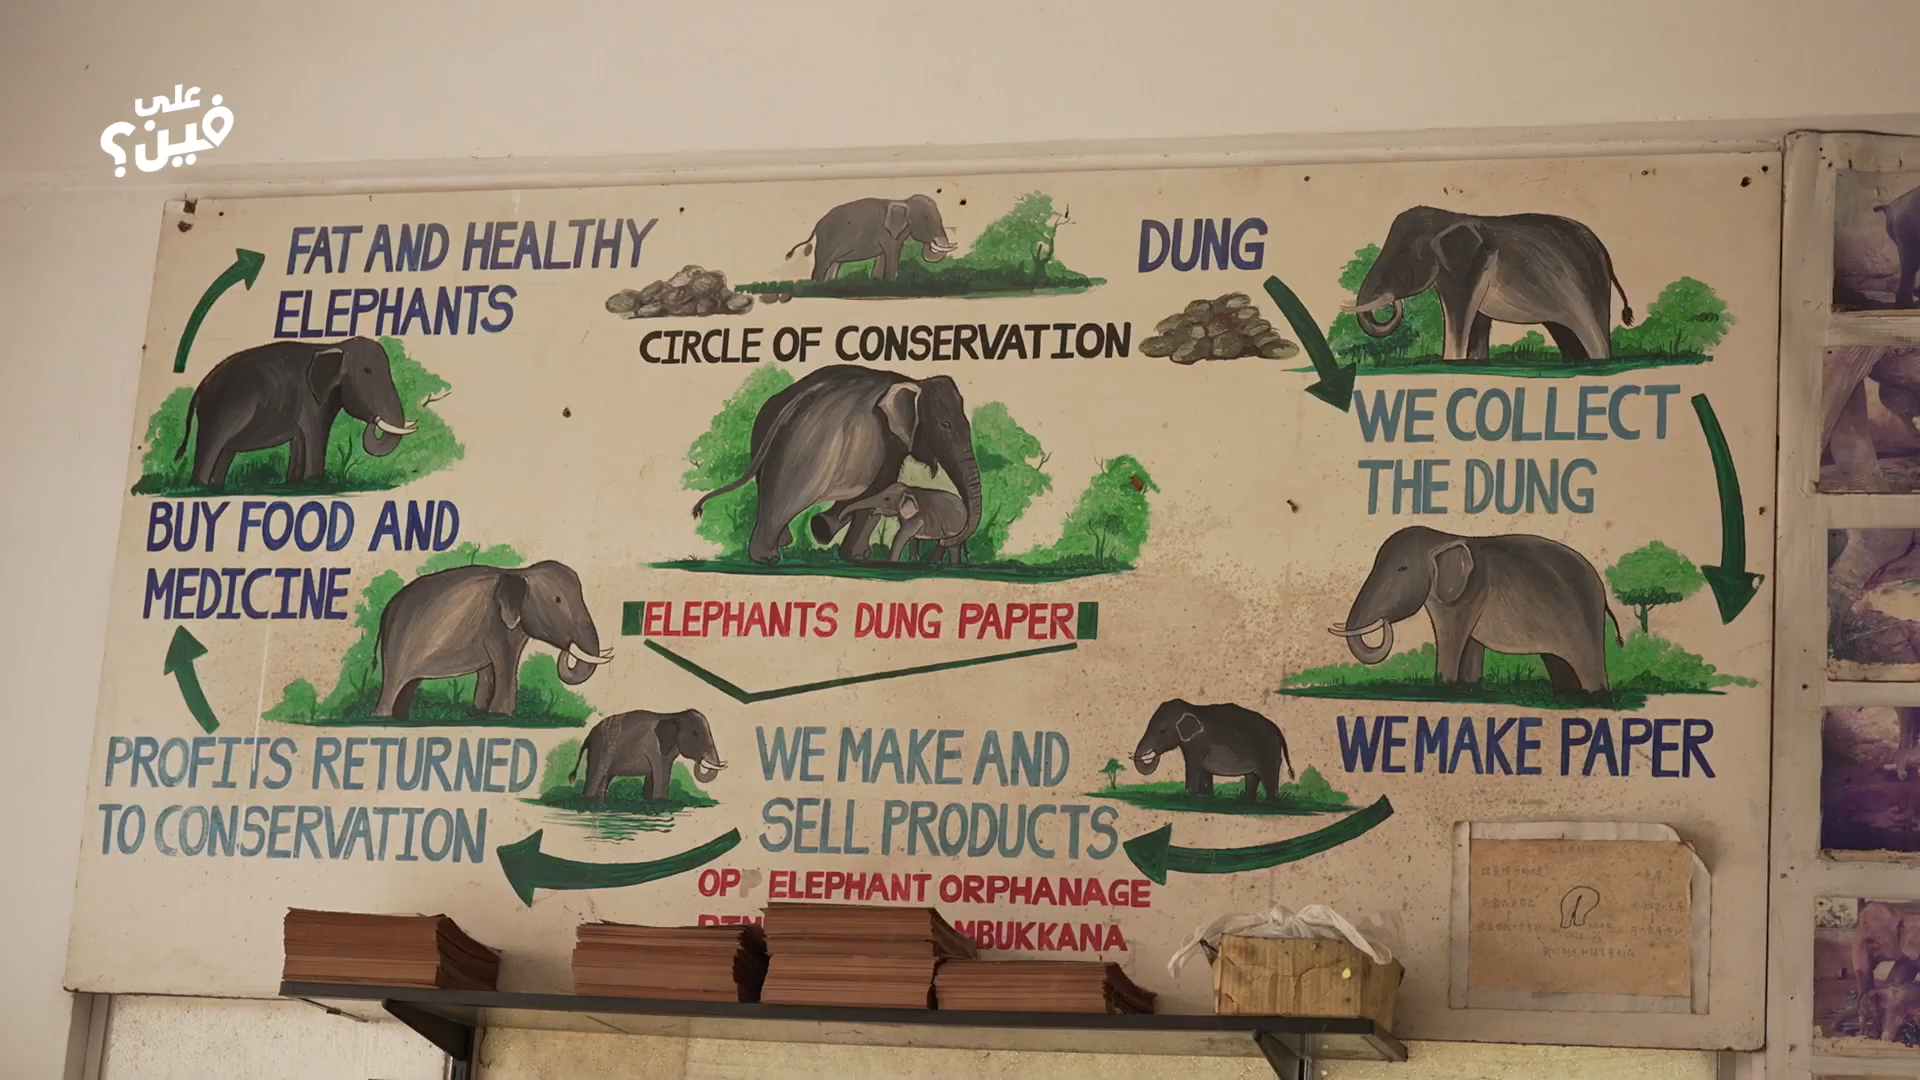 على
فين؟
FAT AND HEALTHY
ELEPHANTS
DUNG
CIRCLE OF CONSERVATION
WE COLLECT
THE DUNG
BUY FOOD AND
MEDICINE
ELEPHANTS DUNG PAPER
WE MAKE PAPER
PROFITS RETURNED
TO CONSERVATION
WE MAKE AND
SELL PRODUCTS
OPP ELEPHANT ORPHANAGE